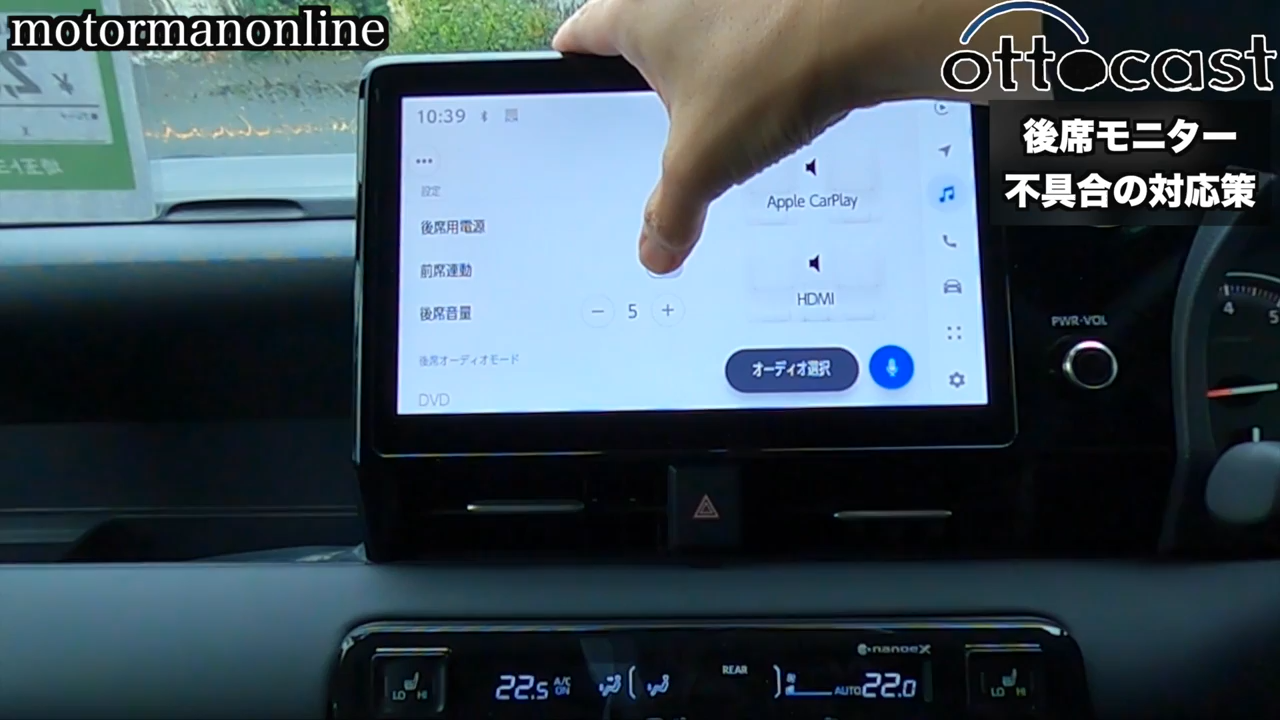 motormanonline
ottocast
後席モニター
不具合の対応策
10:39
設定
後席用電源
前席連動
後席音量
5
後席オーディオモード
DVD
Apple CarPlay
HDMI
オーディオ選択
PWR·VOL
4
5
nanoeX
LO HI
22.5
A/C
ON
REAR
AUTO
22.0
LO HI